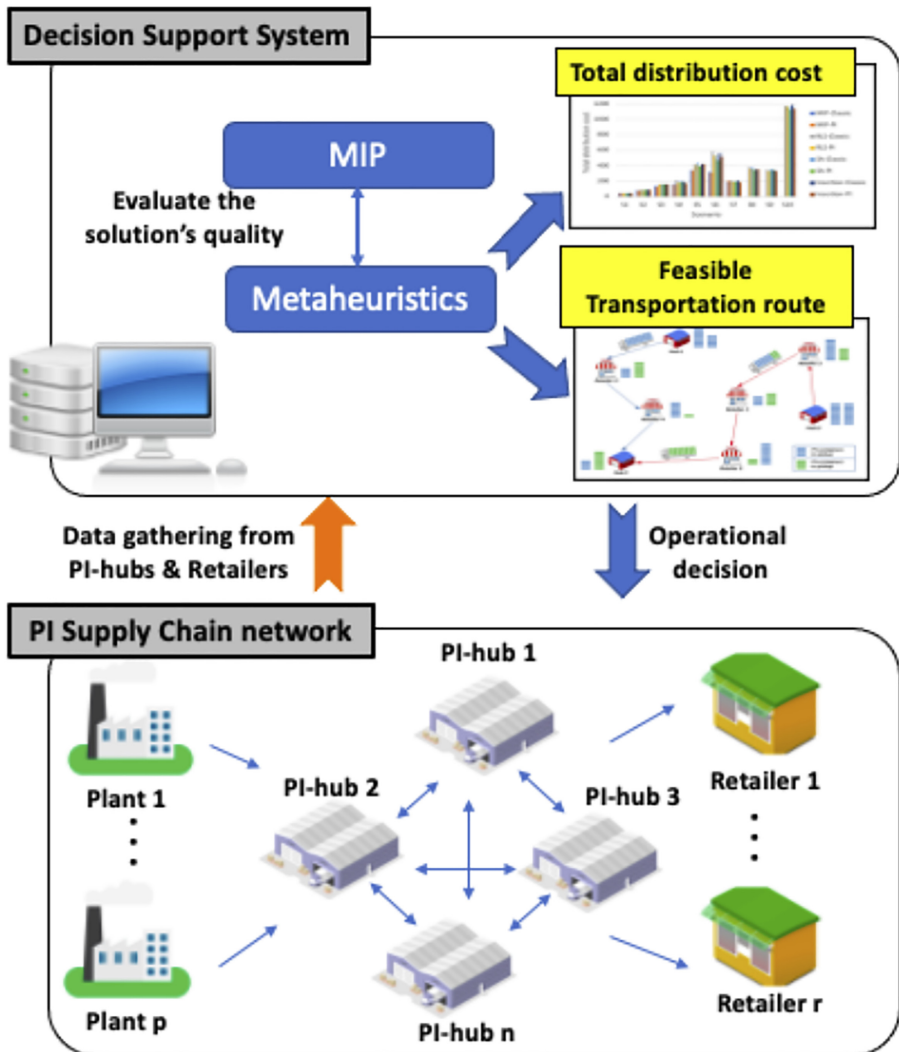 Decision Support System
Total distribution cost
MIP
Evaluate the
solution's quality
Metaheuristics
Feasible
Transportation route
Data gathering from
PI-hubs & Retailers
Operational
decision
PI Supply Chain network
PI-hub 1
Plant 1
PI-hub 2
PI-hub 3
Retailer 1
Plant p
PI-hub n
Retailer r